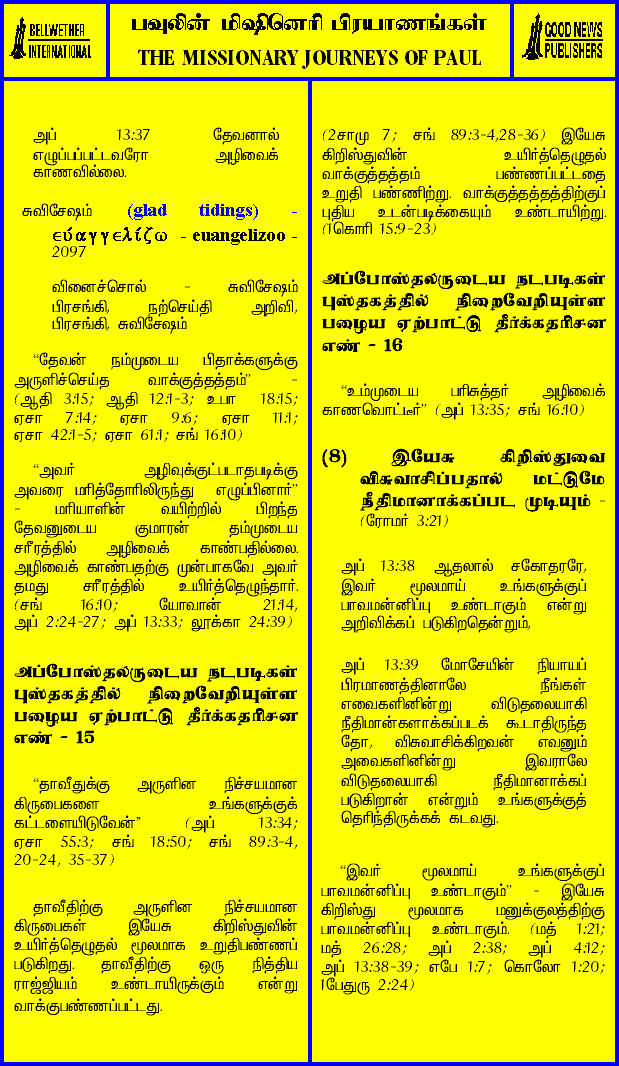 BELLWETHER
INTERNATIONAL
பவுலின் மிஷினெரி பிரயாணங்கள்
THE MISSIONARY JOURNEYS OF PAUL
GOOD NEWS
PUBLISHERS
அப் 13:37 தேவனால்
எழுப்பப்பட்டவரோ அழிவைக்
காணவில்லை.
சுவிசேஷம் (glad tidings) -
εύαγγελίζω - euangelizoo -
2097
வினைச்சொல் - சுவிசேஷம்
பிரசங்கி, நற்செய்தி அறிவி,
பிரசங்கி, சுவிசேஷம்
“தேவன் நம்முடைய பிதாக்களுக்கு
அருளிச்செய்த வாக்குத்தத்தம்” -
(ஆதி 3:15; ஆதி 12:1-3; உபா 18:15;
ஏசா 7:14; ஏசா 9:6; ஏசா 11:1;
ஏசா 42:1-5; ஏசா 61:1; சங் 16:10)
“அவர் அழிவுக்குட்படாதபடிக்கு
அவரை மரித்தோரிலிருந்து எழுப்பினார்”
- மரியாளின் வயிற்றில் பிறந்த
தேவனுடைய குமாரன் தம்முடைய
சரீரத்தில் அழிவைக் காண்பதில்லை.
அழிவைக் காண்பதற்கு முன்பாகவே அவர்
தமது சரீரத்தில் உயிர்த்தெழுந்தார்.
(சங் 16:10; யோவான் 21:14,
அப் 2:24-27; அப் 13:33; லூக்கா 24:39)
அப்போஸ்தலருடைய நடபடிகள்
புஸ்தகத்தில் நிறைவேறியுள்ள
பழைய ஏற்பாட்டு தீர்க்கதரிசன
எண் - 15
“தாவீதுக்கு அருளின நிச்சயமான
கிருபைகளை உங்களுக்குக்
கட்டளையிடுவேன்” (அப் 13:34;
ஏசா 55:3; சங் 18:50; சங் 89:3-4,
20-24, 35-37)
தாவீதிற்கு அருளின நிச்சயமான
கிருபைகள் இயேசு கிறிஸ்துவின்
உயிர்த்தெழுதல் மூலமாக உறுதிபண்ணப்
படுகிறது. தாவீதிற்கு ஒரு நித்திய
ராஜ்ஜியம் உண்டாயிருக்கும் என்று
வாக்குபண்ணப்பட்டது.
(2சாமு 7; சங் 89:3-4,28-36) இயேசு
கிறிஸ்துவின் உயிர்த்தெழுதல்
வாக்குத்தத்தம் பண்ணப்பட்டதை
உறுதி பண்ணிற்று. வாக்குத்தத்தத்திற்குப்
புதிய உடன்படிக்கையும் உண்டாயிற்று.
(1கொரி 15:9-23)
அப்போஸ்தலருடைய நடபடிகள்
புஸ்தகத்தில் நிறைவேறியுள்ள
பழைய ஏற்பாட்டு தீர்க்கதரிசன
எண் - 16
“உம்முடைய பரிசுத்தர் அழிவைக்
காணவொட்டீர்” (அப் 13:35; சங் 16:10)
(8) இயேசு கிறிஸ்துவை
விசுவாசிப்பதால் மட்டுமே
நீதிமானாக்கப்பட முடியும் -
(ரோமர் 3:21)
அப் 13:38 ஆதலால் சகோதரரே,
இவர் மூலமாய் உங்களுக்குப்
பாவமன்னிப்பு உண்டாகும் என்று
அறிவிக்கப் படுகிறதென்றும்,
அப் 13:39 மோசேயின் நியாயப்
பிரமாணத்தினாலே நீங்கள்
எவைகளினின்று விடுதலையாகி
நீதிமான்களாக்கப்படக் கூடாதிருந்த
தோ, விசுவாசிக்கிறவன் எவனும்
அவைகளினின்று இவராலே
விடுதலையாகி நீதிமானாக்கப்
படுகிறான் என்றும் உங்களுக்குத்
தெரிந்திருக்கக் கடவது.
“இவர் மூலமாய் உங்களுக்குப்
பாவமன்னிப்பு உண்டாகும்” - இயேசு
கிறிஸ்து மூலமாக மனுக்குலத்திற்கு
பாவமன்னிப்பு உண்டாகும். (மத் 1:21;
மத் 26:28; அப் 2:38; அப் 4:12;
அப் 13:38-39; எபே 1:7; கொலோ 1:20;
1பேதுரு 2:24)